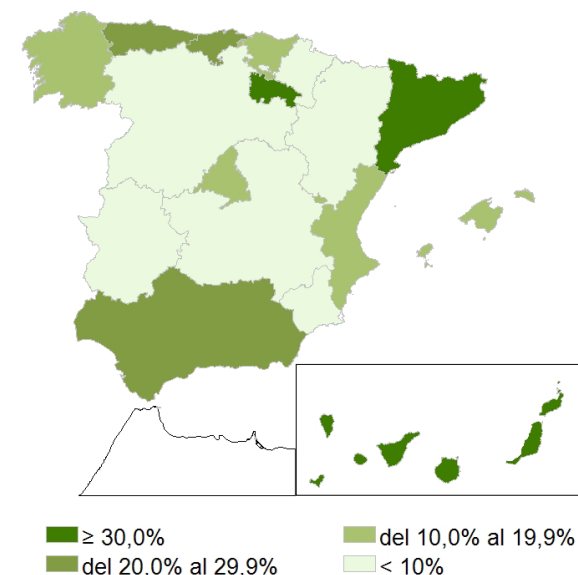 ≥ 30,0%
del 10,0% al 19,9%
del 20,0% al 29,9%
< 10%